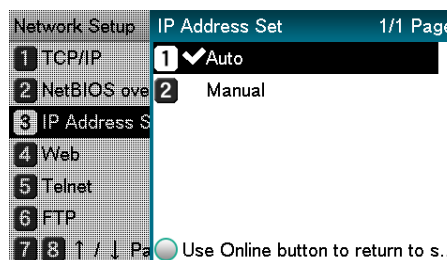 Network Setup
1 TCP/IP
2 NetBIOS ove
3 IP Address S
4 Web
5 Telnet
6 FTP
7 8 ↑ / ↓ Pa
IP Address Set 1/1 Page
1 ✔Auto
2 Manual
Use Online button to return to s..